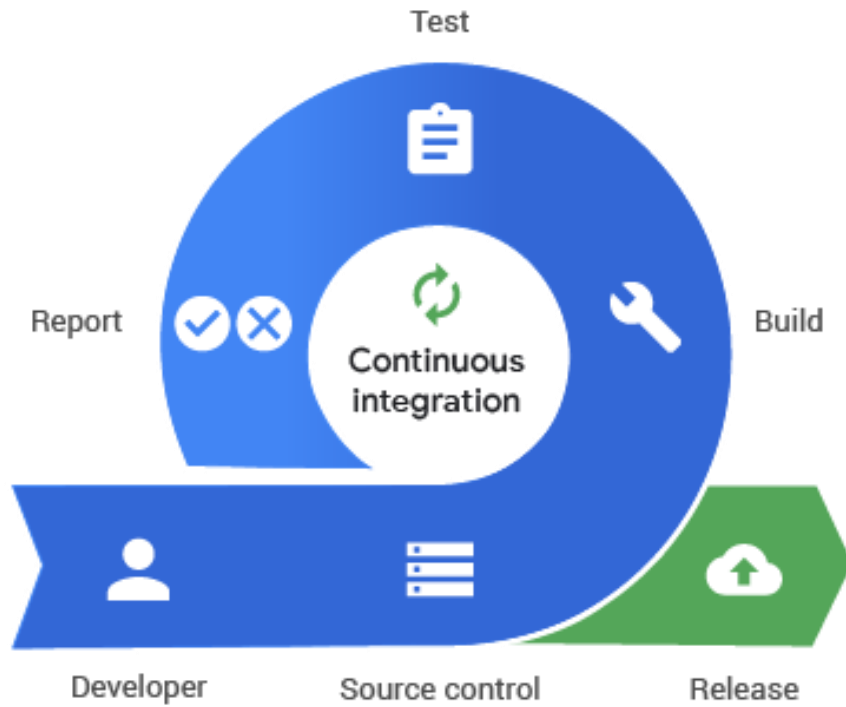 Test
Report
Continuous
integration
Build
Developer
Source control
Release